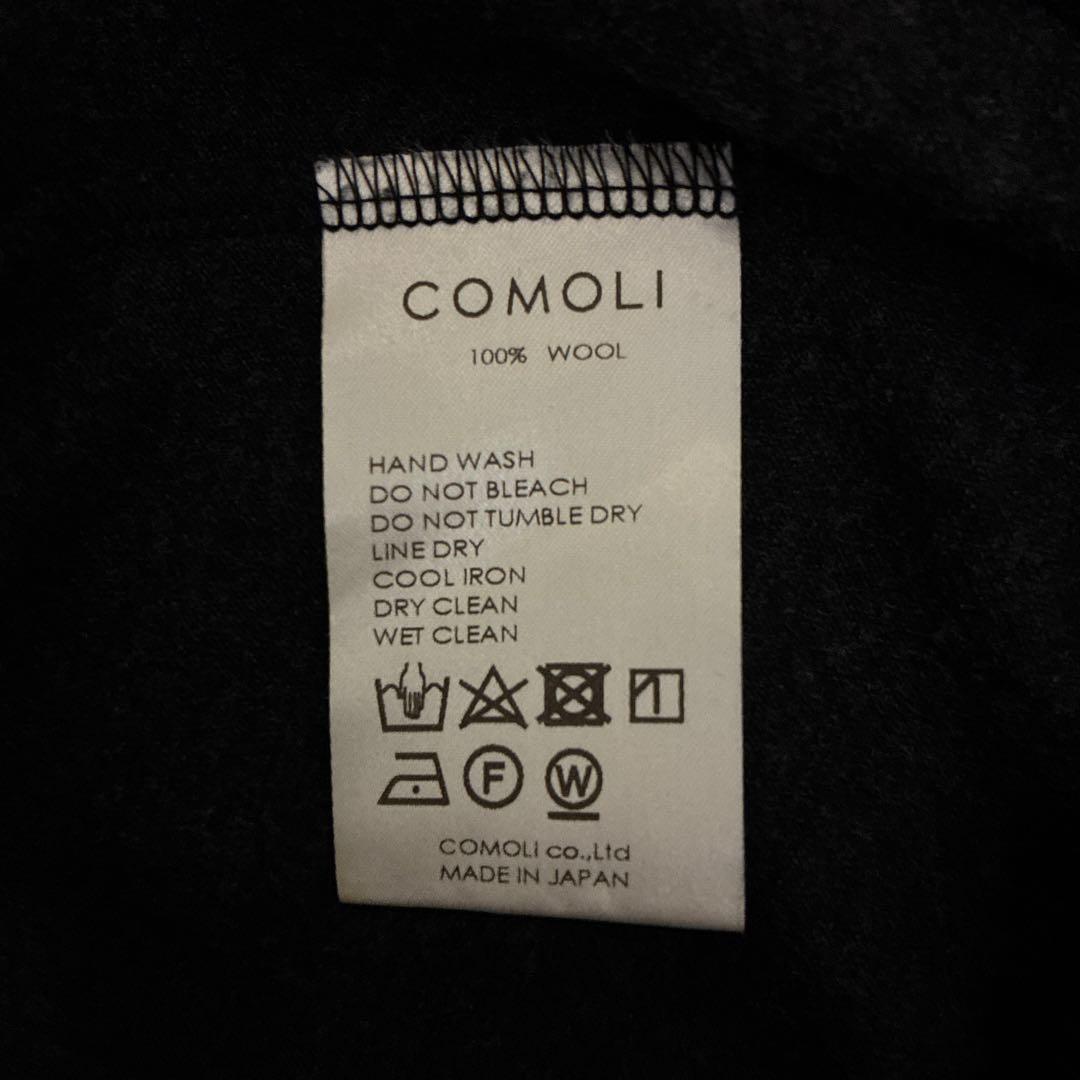 COMOLI
100% WOOL
HAND WASH
DO NOT BLEACH
DO NOT TUMBLE DRY
LINE DRY
COOL IRON
DRY CLEAN
WET CLEAN
F W
COMOLI co.,Ltd
MADE IN JAPAN